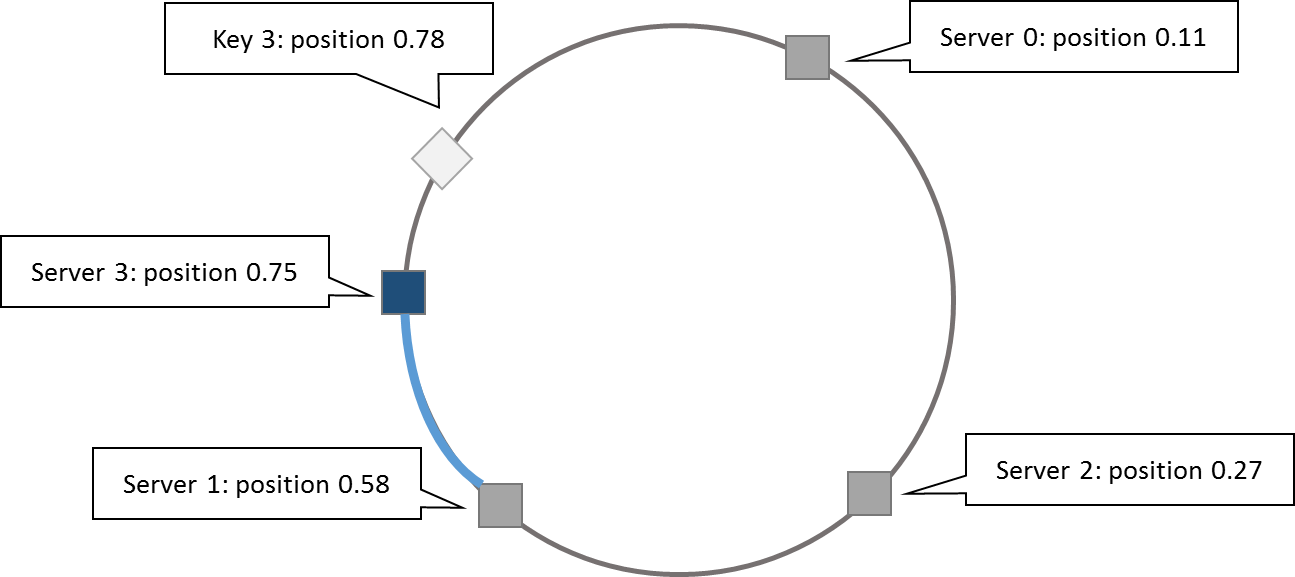 Key 3: position 0.78
Server 0: position 0.11
Server 3: position 0.75
Server 1: position 0.58
Server 2: position 0.27